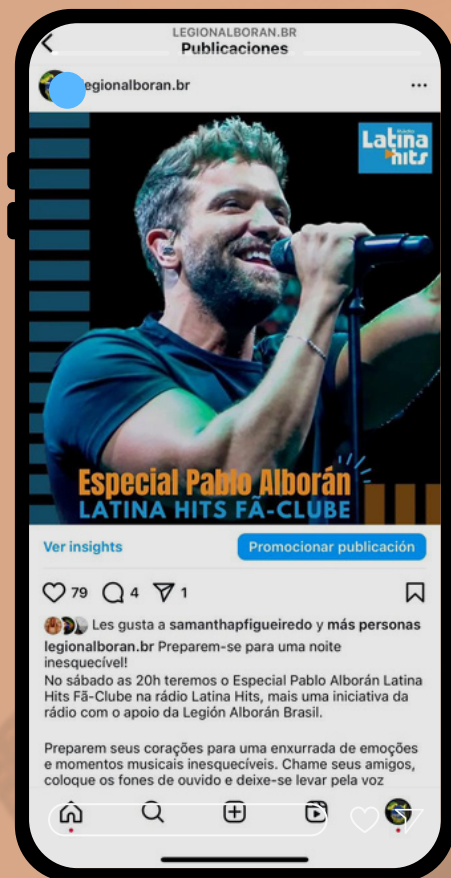 LEGIONALBORAN.BR
Publicaciones
legionalboran.br
Latina
hits
Especial Pablo Alborán
LATINA HITS FÃ-CLUBE
Ver insights
Promocionar publicación
79 4 1
Les gusta a samanthapfigueiredo y más personas
legionalboran.br Preparem-se para uma noite
inesquecível!
No sábado as 20h teremos o Especial Pablo Alborán Latina
Hits Fã-Clube na rádio Latina Hits, mais uma iniciativa da
rádio com o apoio da Legión Alborán Brasil.
Preparem seus corações para uma enxurrada de emoções
e momentos musicais inesquecíveis. Chame seus amigos,
coloque os fones de ouvido e deixe-se levar pela voz